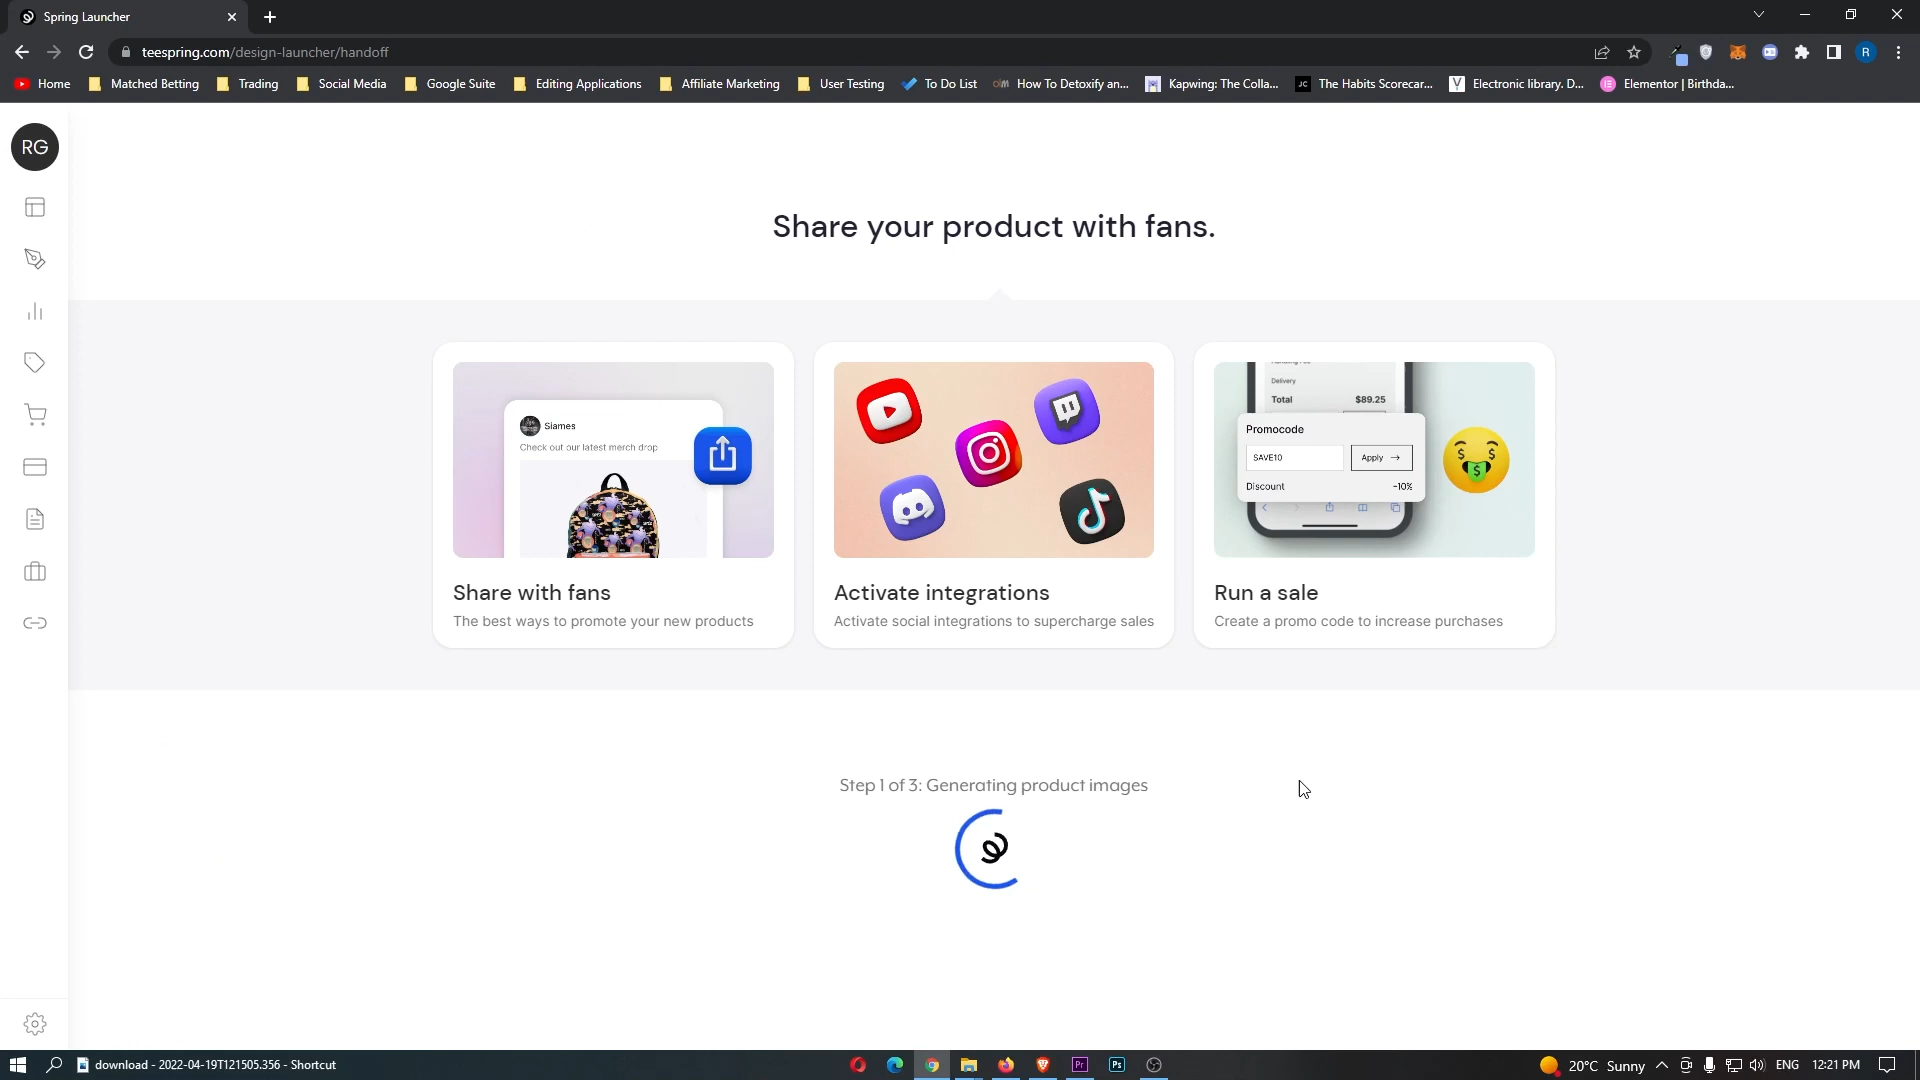 Spring Launcher
teespring.com/design-launcher/handoff
R
Home
Matched Betting
Trading
Social Media
Google Suite
Editing Applications
Affiliate Marketing
User Testing
To Do List
How To Detoxify an...
Kapwing: The Colla...
JC
The Habits Scorecar...
Electronic library. D...
Elementor | Birthda...
RG
Share your product with fans.
Siames
Check out our latest merch drop
Share with fans
The best ways to promote your new products
Activate integrations
Activate social integrations to supercharge sales
Delivery
Total $89.25
Promocode
SAVE10
Apply →
Discount -10%
Run a sale
Create a promo code to increase purchases
Step 1 of 3: Generating product images
download - 2022-04-19T121505.356 - Shortcut
Pr
Ps
20°C Sunny
ENG
12:21 PM